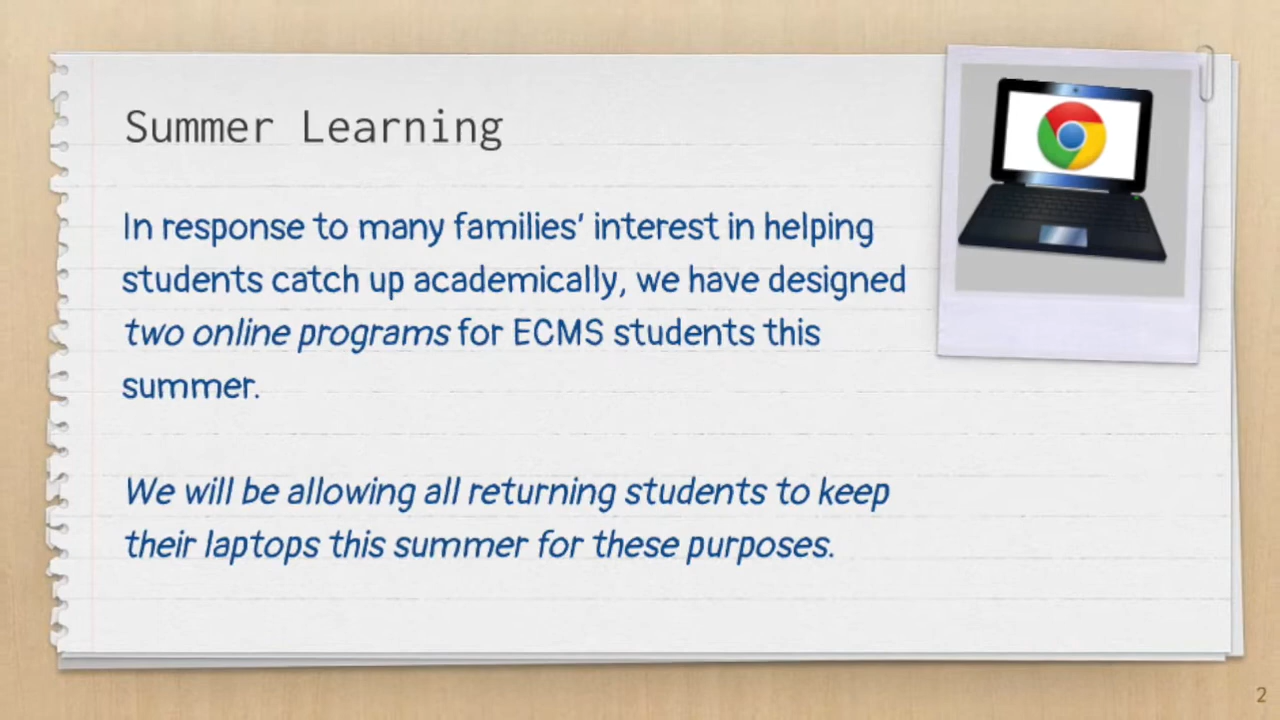 Summer Learning
In response to many families' interest in helping
students catch up academically, we have designed
two online programs for ECMS students this
summer.
We will be allowing all returning students to keep
their laptops this summer for these purposes.
2